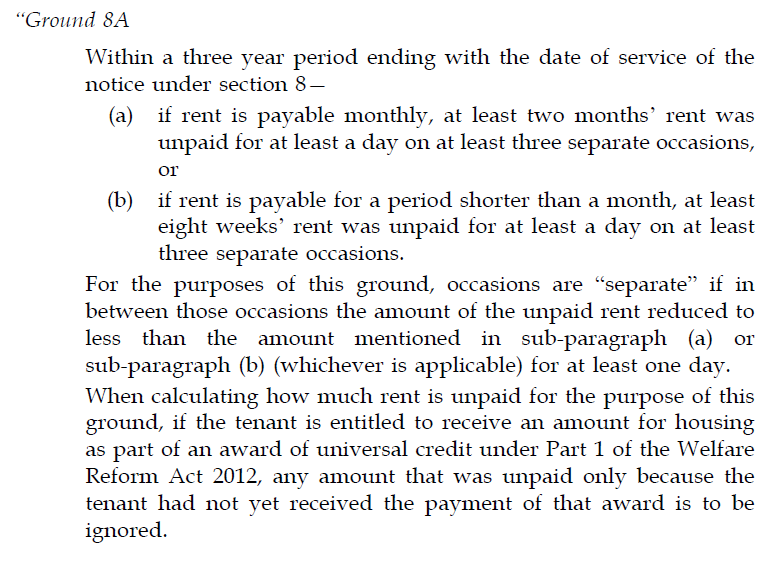 “Ground 8A
Within a three year period ending with the date of service of the
notice under section 8—
(a) if rent is payable monthly, at least two months’ rent was
unpaid for at least a day on at least three separate occasions,
or
(b) if rent is payable for a period shorter than a month, at least
eight weeks’ rent was unpaid for at least a day on at least
three separate occasions.
For the purposes of this ground, occasions are “separate” if in
between those occasions the amount of the unpaid rent reduced to
less than the amount mentioned in sub-paragraph (a) or
sub-paragraph (b) (whichever is applicable) for at least one day.
When calculating how much rent is unpaid for the purpose of this
ground, if the tenant is entitled to receive an amount for housing
as part of an award of universal credit under Part 1 of the Welfare
Reform Act 2012, any amount that was unpaid only because the
tenant had not yet received the payment of that award is to be
ignored.